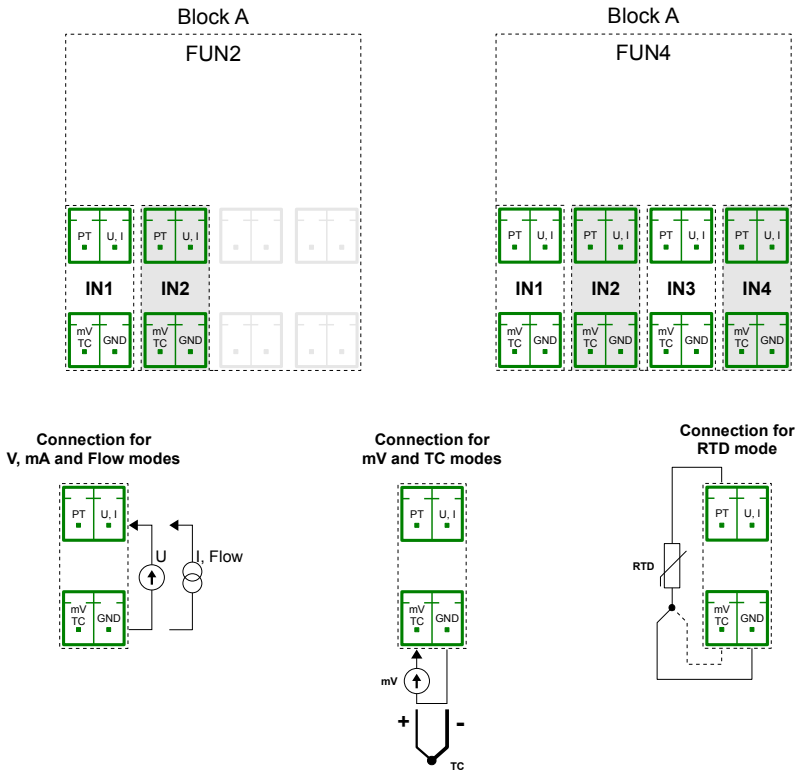 Block A
FUN2
PT U, I PT U, I
IN1 IN2
mV TC GND mV TC GND
Block A
FUN4
PT U, I PT U, I PT U, I PT U, I
IN1 IN2 IN3 IN4
mV TC GND mV TC GND mV TC GND mV TC GND
Connection for
V, mA and Flow modes
PT U, I
U I, Flow
mV TC GND
Connection for
mV and TC modes
PT U, I
mV TC GND
mV
+ -
TC
Connection for
RTD mode
PT U, I
RTD
mV TC GND